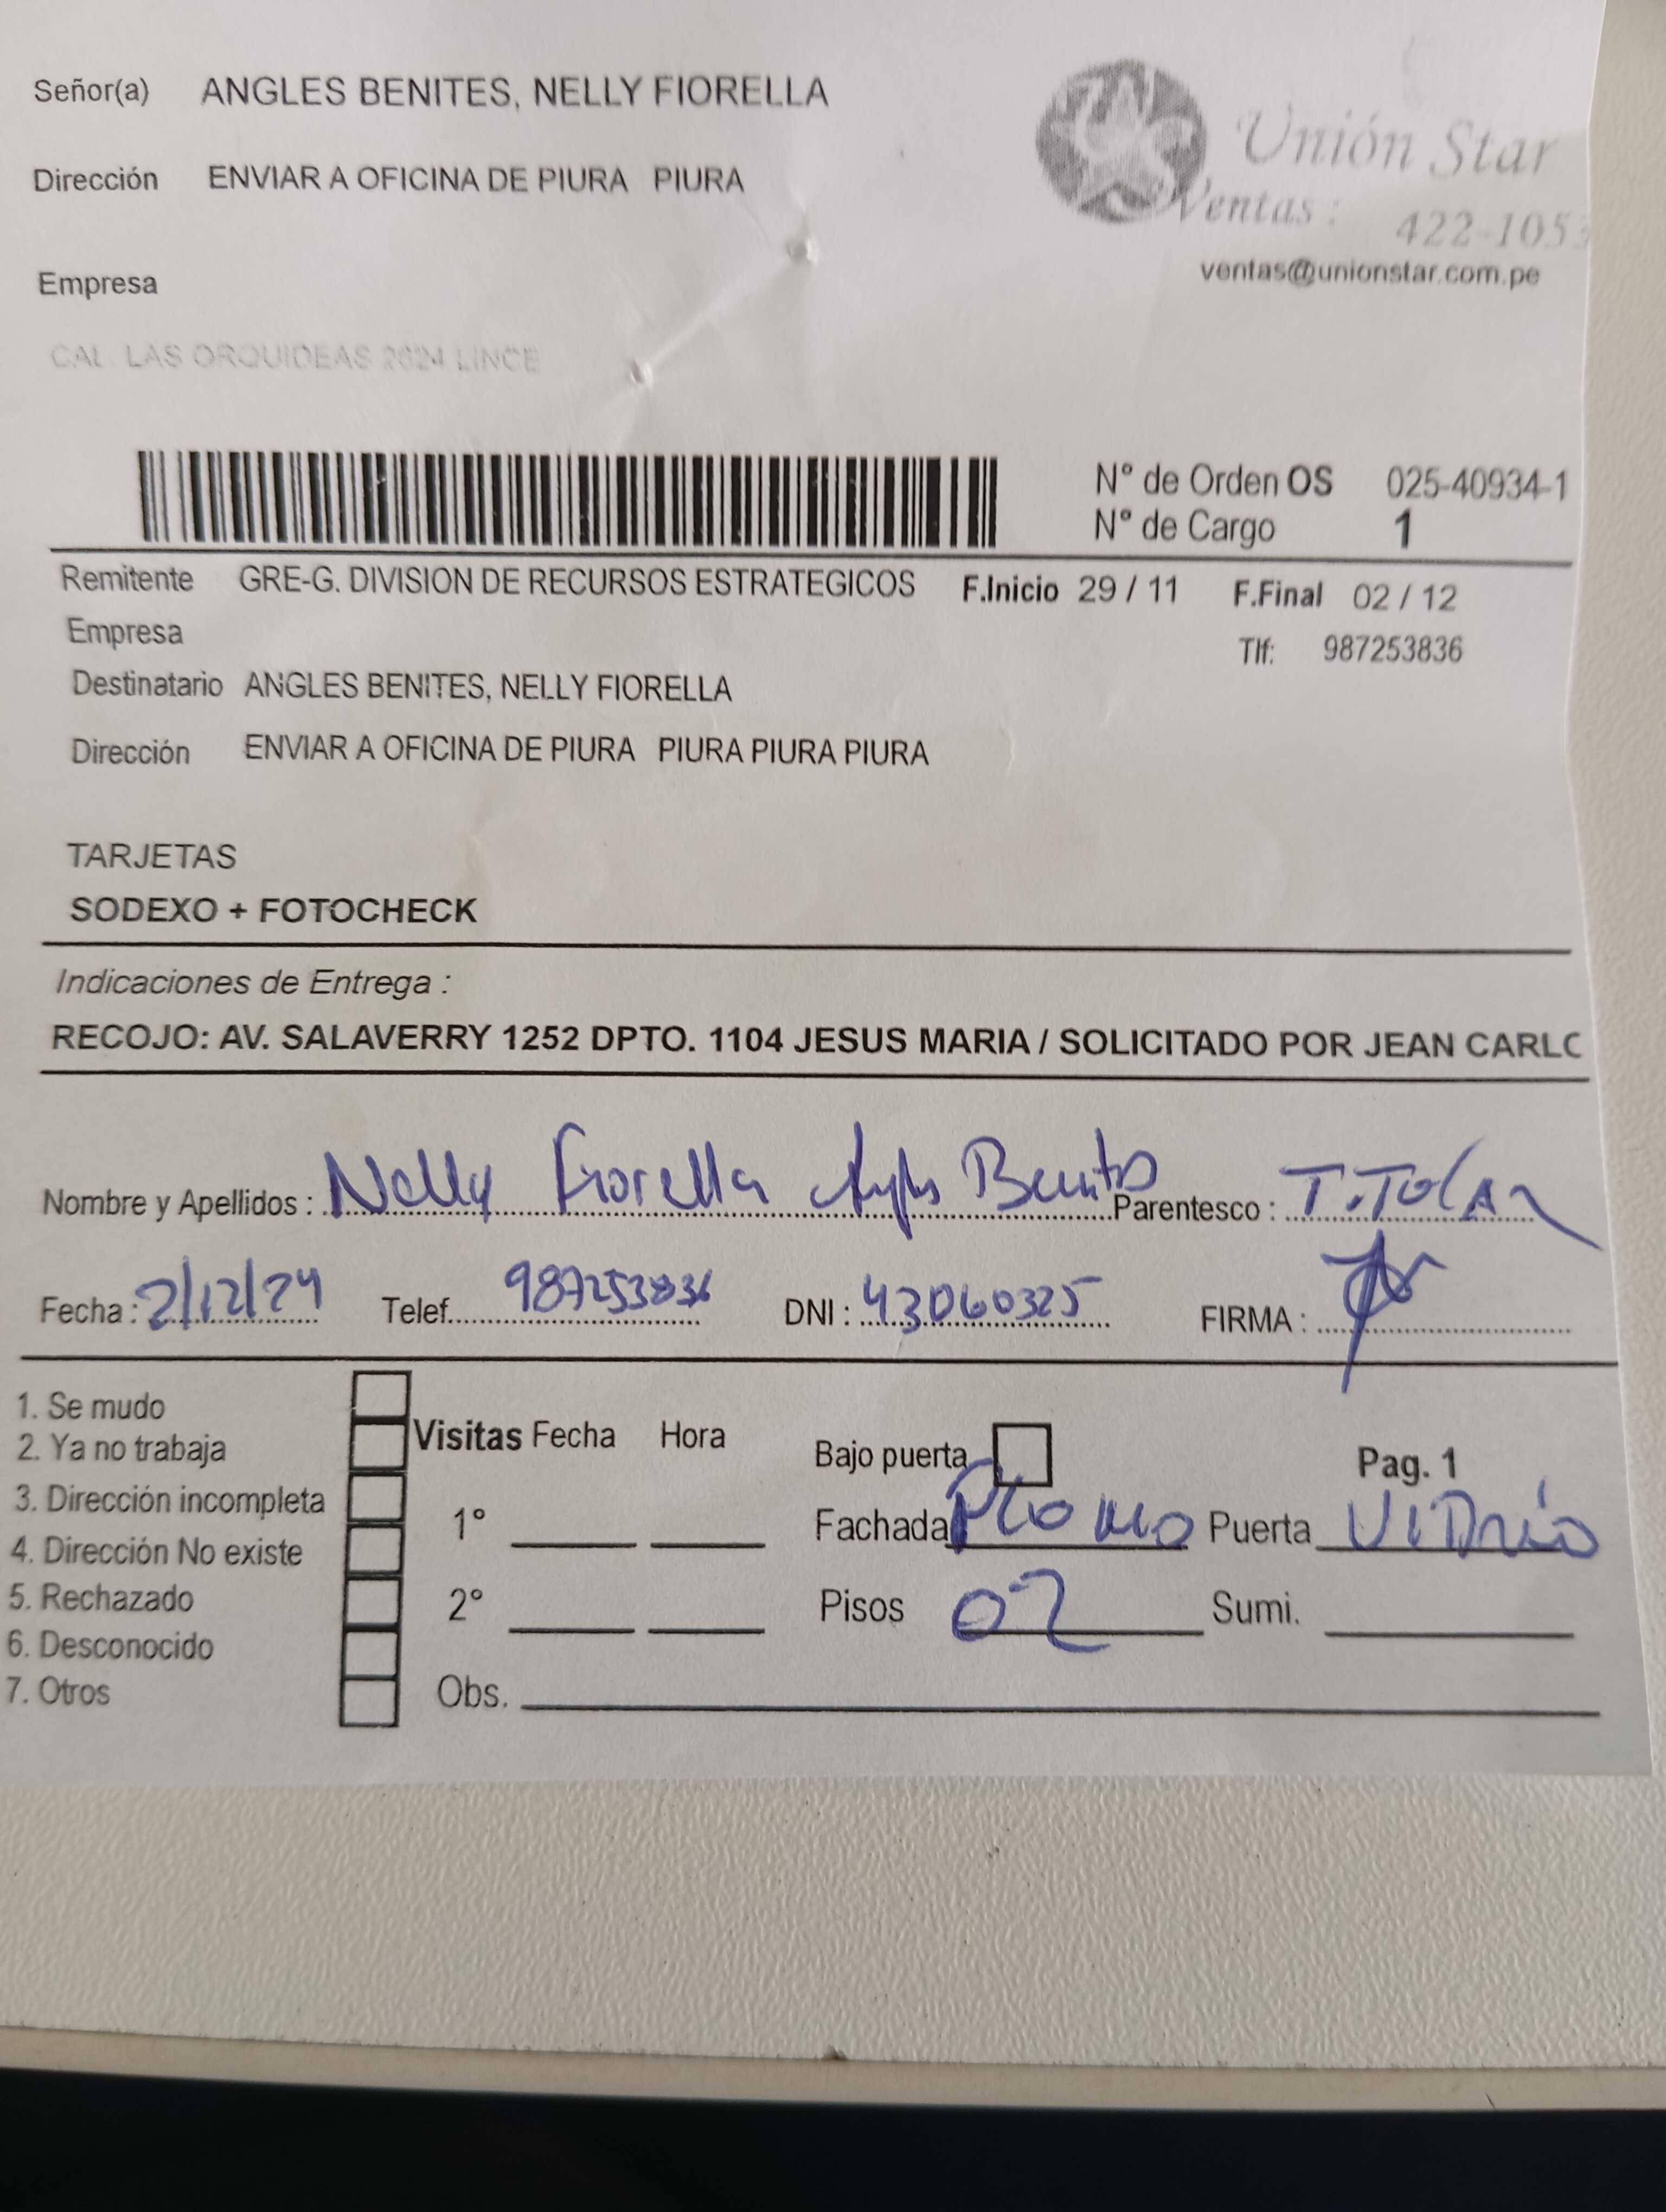 Señor(a) ANGLES BENITES, NELLY FIORELLA
Unión Star
Dirección ENVIAR A OFICINA DE PIURA PIURA
Ventas : 422-1053
ventas@unionstar.com.pe
Empresa
CAL. LAS ORQUIDEAS 2624 LINCE
N° de Orden OS 025-40934-1
N° de Cargo 1
Remitente GRE-G. DIVISION DE RECURSOS ESTRATEGICOS F.Inicio 29 / 11 F.Final 02 / 12
Empresa Tlf: 987253836
Destinatario ANGLES BENITES, NELLY FIORELLA
Dirección ENVIAR A OFICINA DE PIURA PIURA PIURA PIURA
TARJETAS
SODEXO + FOTOCHECK
Indicaciones de Entrega :
RECOJO: AV. SALAVERRY 1252 DPTO. 1104 JESUS MARIA / SOLICITADO POR JEAN CARLO
Nombre y Apellidos : Nelly Fiorella Angles Benites Parentesco : TITOLAR
Fecha : 2/12/24 Telef. 987253836 DNI : 43060325 FIRMA :
1. Se mudo
2. Ya no trabaja
3. Dirección incompleta
4. Dirección No existe
5. Rechazado
6. Desconocido
7. Otros
Visitas Fecha Hora
1°
2°
Obs.
Bajo puerta Pag. 1
Fachada Plomo Puerta VIDRIO
Pisos 02 Sumi.